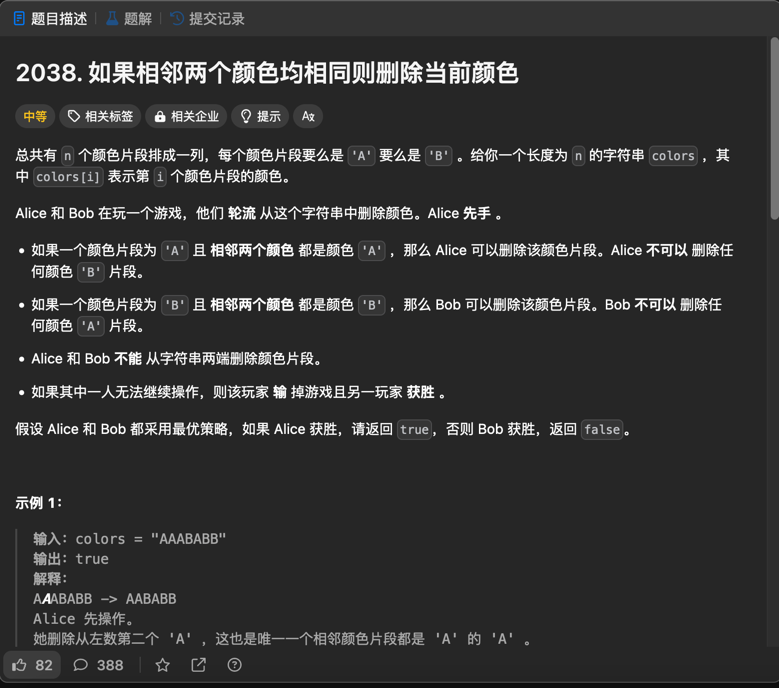 题目描述 | 题解 | 提交记录
2038. 如果相邻两个颜色均相同则删除当前颜色
中等 相关标签 相关企业 提示
总共有 n 个颜色片段排成一列，每个颜色片段要么是 'A' 要么是 'B' 。给你一个长度为 n 的字符串 colors ，其
中 colors[i] 表示第 i 个颜色片段的颜色。
Alice 和 Bob 在玩一个游戏，他们 轮流 从这个字符串中删除颜色。Alice 先手 。
• 如果一个颜色片段为 'A' 且 相邻两个颜色 都是颜色 'A' ，那么 Alice 可以删除该颜色片段。Alice 不可以 删除任
何颜色 'B' 片段。
• 如果一个颜色片段为 'B' 且 相邻两个颜色 都是颜色 'B' ，那么 Bob 可以删除该颜色片段。Bob 不可以 删除任
何颜色 'A' 片段。
• Alice 和 Bob 不能 从字符串两端删除颜色片段。
• 如果其中一人无法继续操作，则该玩家 输 掉游戏且另一玩家 获胜 。
假设 Alice 和 Bob 都采用最优策略，如果 Alice 获胜，请返回 true，否则 Bob 获胜，返回 false。
示例 1：
输入：colors = "AAABABB"
输出：true
解释：
AAABABB -> AABABB
Alice 先操作。
她删除从左数第二个 'A' ，这也是唯一一个相邻颜色片段都是 'A' 的 'A' 。
82 388